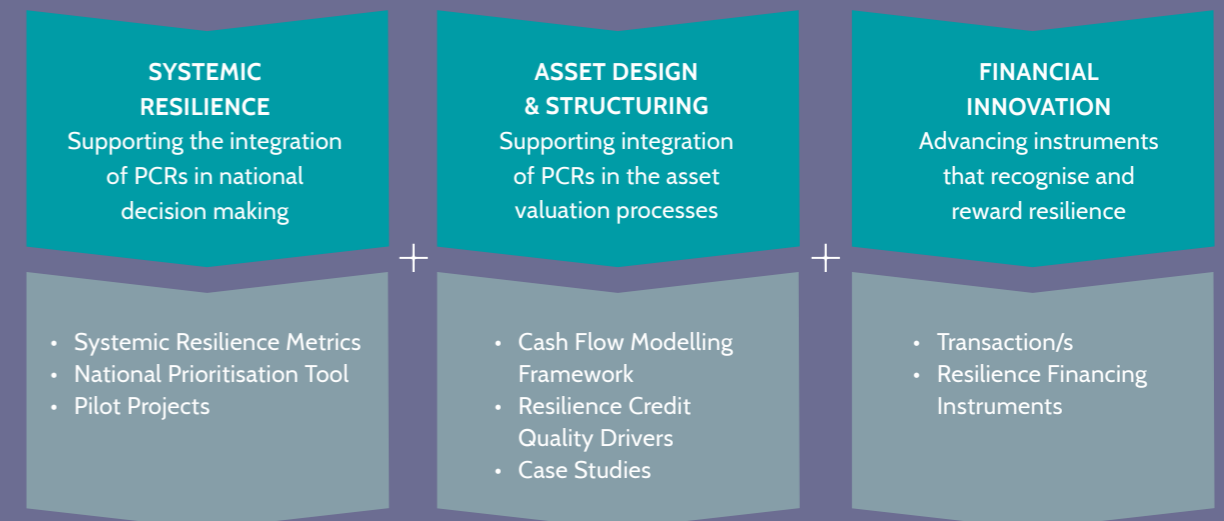 SYSTEMIC
RESILIENCE
Supporting the integration
of PCRs in national
decision making
• Systemic Resilience Metrics
• National Prioritisation Tool
• Pilot Projects
+
ASSET DESIGN
& STRUCTURING
Supporting integration
of PCRs in the asset
valuation processes
• Cash Flow Modelling
Framework
• Resilience Credit
Quality Drivers
• Case Studies
+
FINANCIAL
INNOVATION
Advancing instruments
that recognise and
reward resilience
• Transaction/s
• Resilience Financing
Instruments